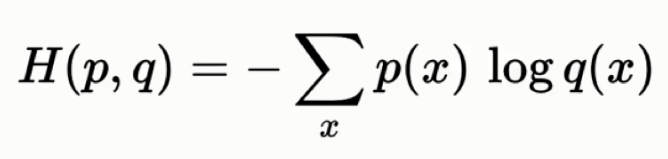 H(p, q) = − ∑ₓ p(x) log q(x)